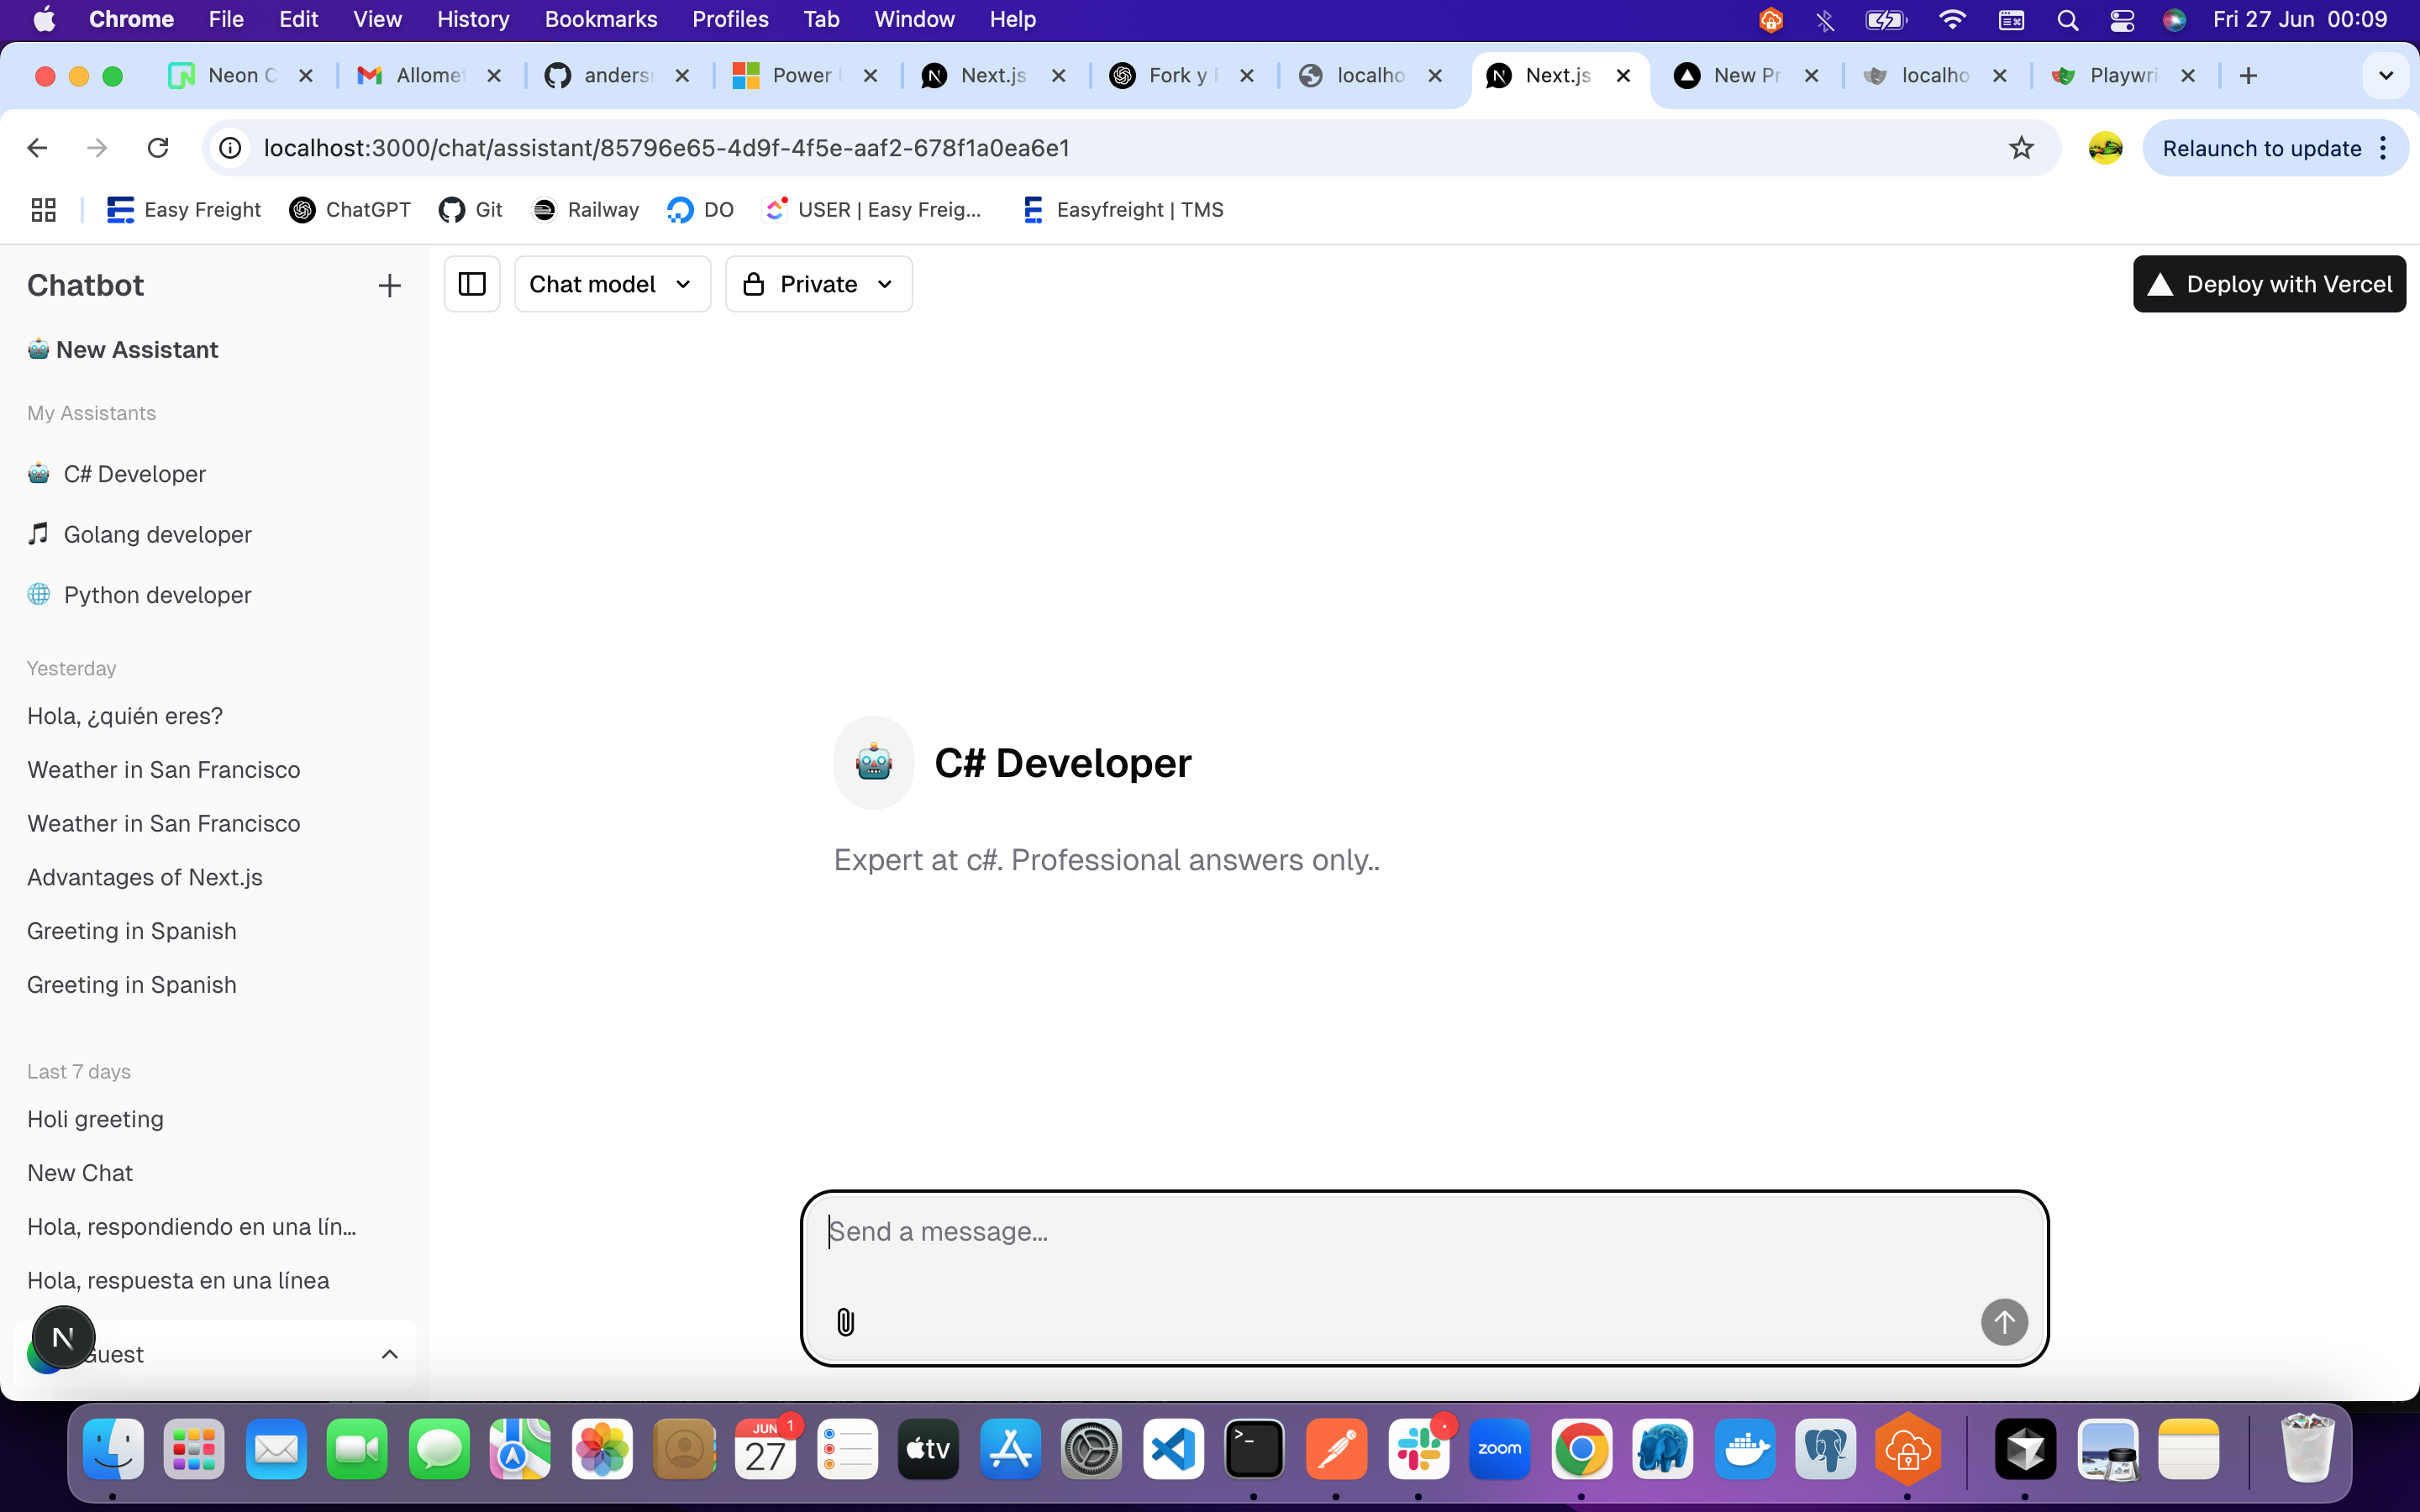 Chrome File Edit View History Bookmarks Profiles Tab Window Help Fri 27 Jun 00:09
Neon Allome anders Power Next.js Fork y localho Next.js New Pr localho Playwri
localhost:3000/chat/assistant/85796e65-4d9f-4f5e-aaf2-678f1a0ea6e1 Relaunch to update
Easy Freight ChatGPT Git Railway DO USER | Easy Freig... Easyfreight | TMS
Chatbot
Chat model Private Deploy with Vercel
New Assistant
My Assistants
C# Developer
Golang developer
Python developer
Yesterday
Hola, ¿quién eres?
Weather in San Francisco
Weather in San Francisco
Advantages of Next.js
Greeting in Spanish
Greeting in Spanish
Last 7 days
Holi greeting
New Chat
Hola, respondiendo en una lín...
Hola, respuesta en una línea
N
Guest
C# Developer
Expert at c#. Professional answers only..
Send a message...
JUN 1
27
tv
zoom